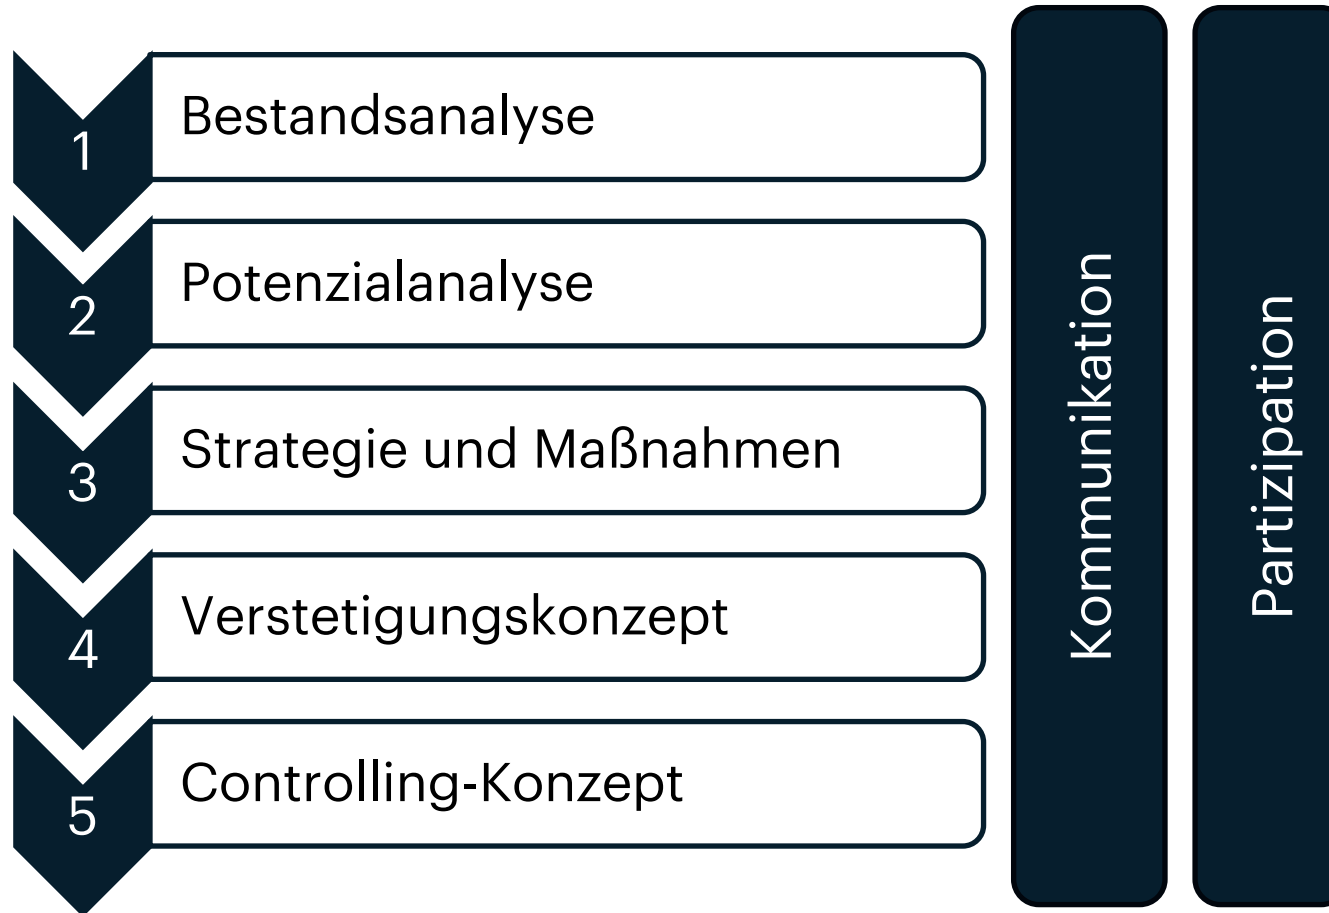 1
Bestandsanalyse
2
Potenzialanalyse
3
Strategie und Maßnahmen
4
Verstetigungskonzept
5
Controlling-Konzept
Kommunikation
Partizipation